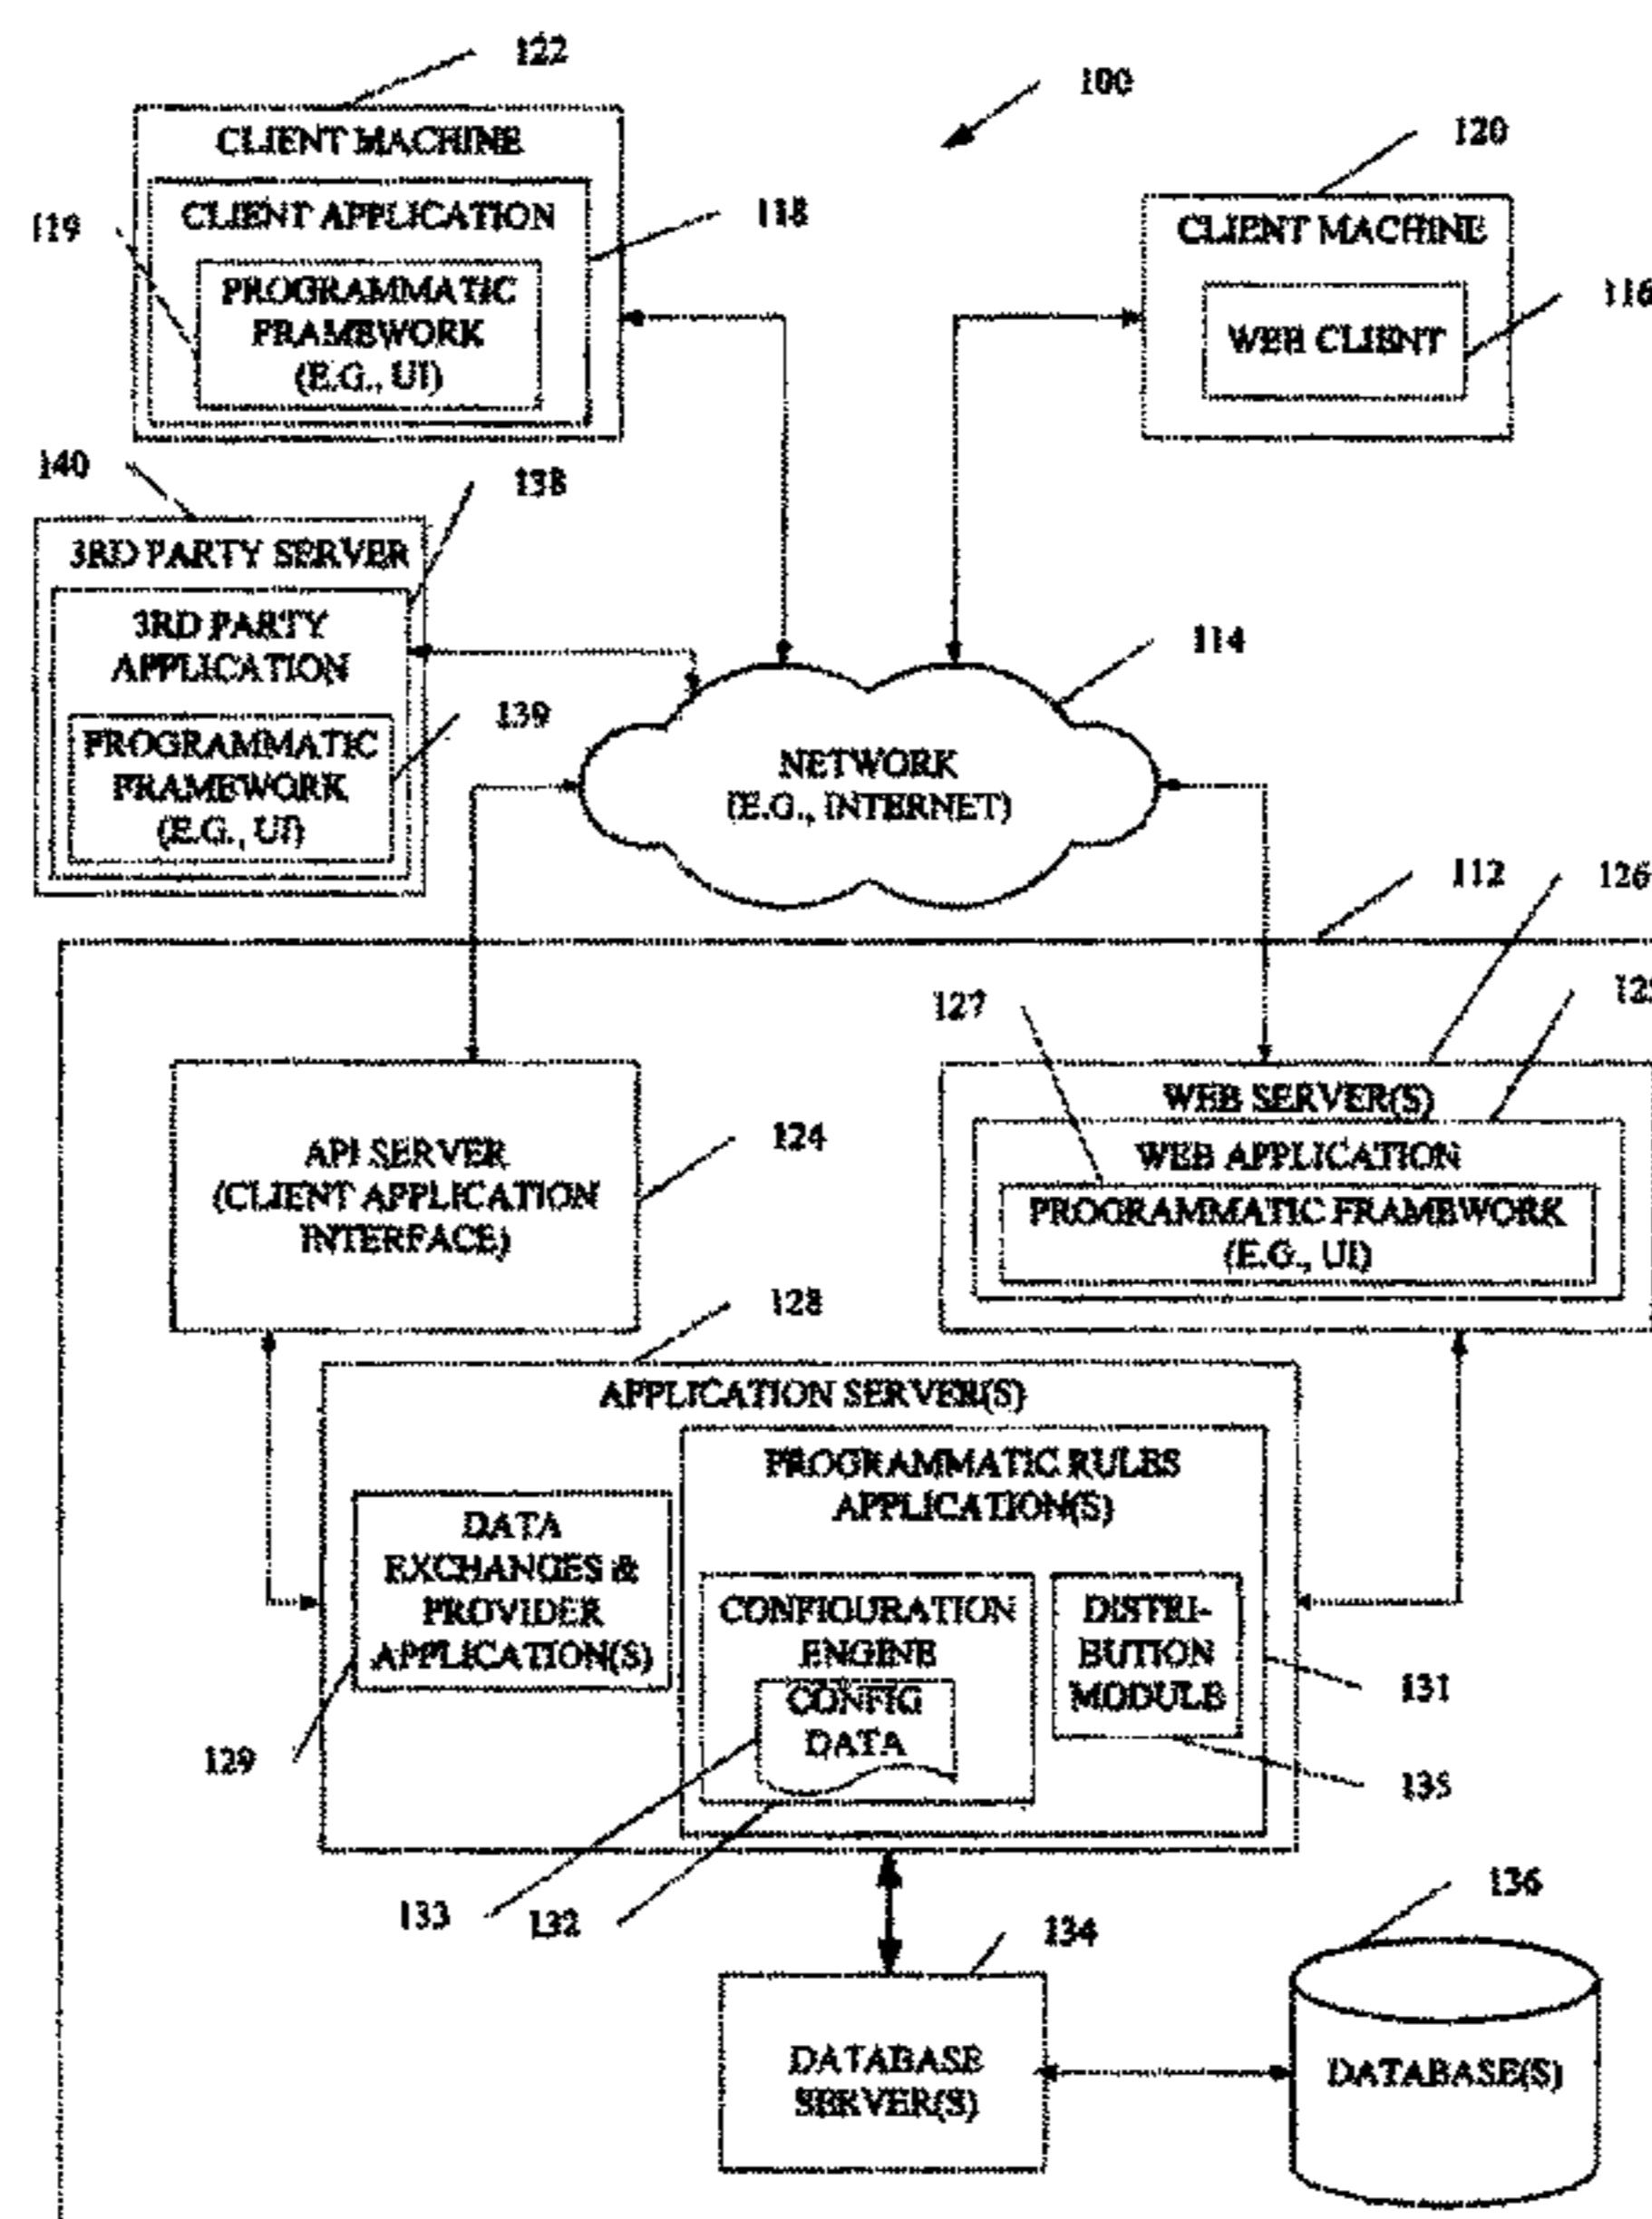 122
100
120
CLIENT MACHINE
CLIENT APPLICATION
118
119
PROGRAMMATIC
FRAMEWORK
(E.G., UI)
CLIENT MACHINE
116
WEB CLIENT
140
138
3RD PARTY SERVER
3RD PARTY
APPLICATION
139
PROGRAMMATIC
FRAMEWORK
(E.G., UI)
114
NETWORK
(E.G., INTERNET)
112
126
127
API SERVER
(CLIENT APPLICATION
INTERFACE)
124
WEB SERVER(S)
WEB APPLICATION
PROGRAMMATIC FRAMEWORK
(E.G., UI)
128
APPLICATION SERVER(S)
DATA
EXCHANGES &
PROVIDER
APPLICATION(S)
PROGRAMMATIC RULES
APPLICATION(S)
CONFIGURATION
ENGINE
CONFIG
DATA
DISTRI-
BUTION
MODULE
131
129
135
133
132
134
136
DATABASE
SERVER(S)
DATABASE(S)